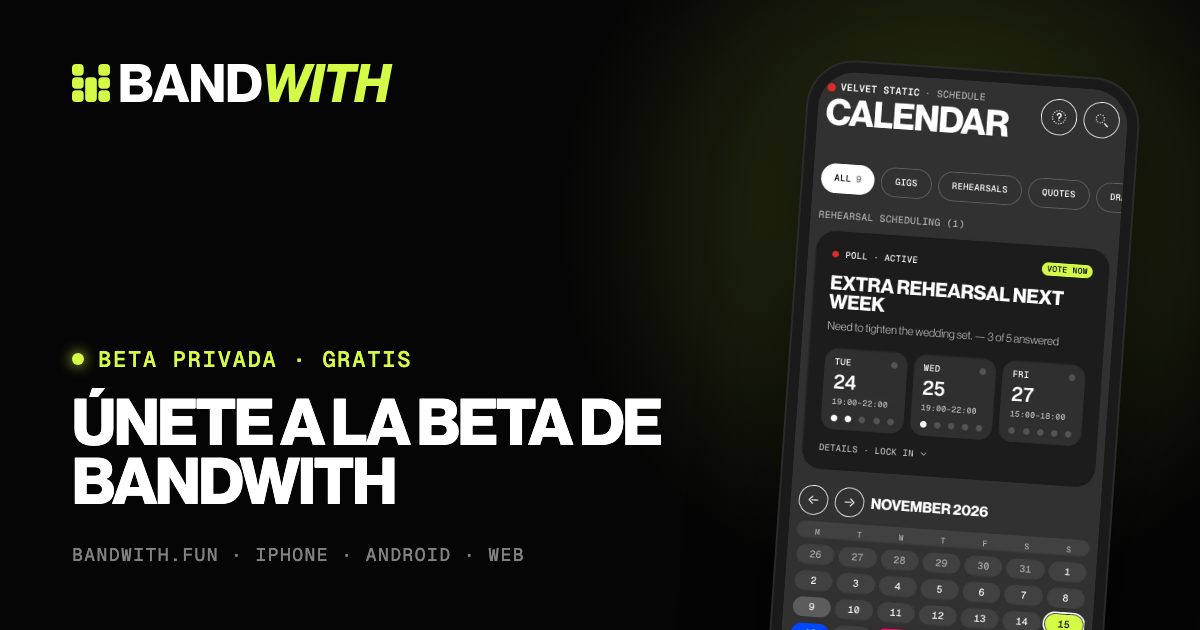 BANDWITH
BETA PRIVADA · GRATIS
ÚNETE A LA BETA DE
BANDWITH
BANDWITH.FUN · IPHONE · ANDROID · WEB
VELVET STATIC · SCHEDULE
CALENDAR
?
ALL 9
GIGS
REHEARSALS
QUOTES
REHEARSAL SCHEDULING (1)
POLL · ACTIVE
VOTE NOW
EXTRA REHEARSAL NEXT
WEEK
Need to tighten the wedding set. — 3 of 5 answered
TUE
24
19:00–22:00
WED
25
19:00–22:00
FRI
27
15:00–18:00
DETAILS · LOCK IN
← → NOVEMBER 2026
M T W T F S S
26 27 28 29 30 31 1
2 3 4 5 6 7 8
9 10 11 12 13 14 15